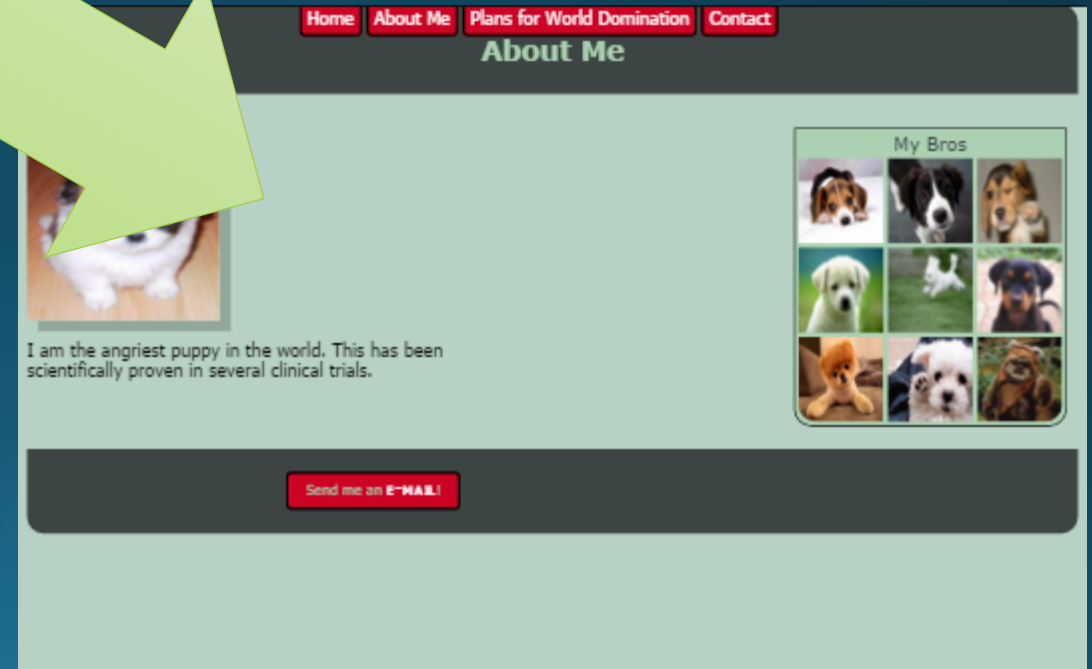 Home About Me Plans for World Domination Contact
About Me
My Bros
I am the angriest puppy in the world. This has been
scientifically proven in several clinical trials.
Send me an E-MAIL!